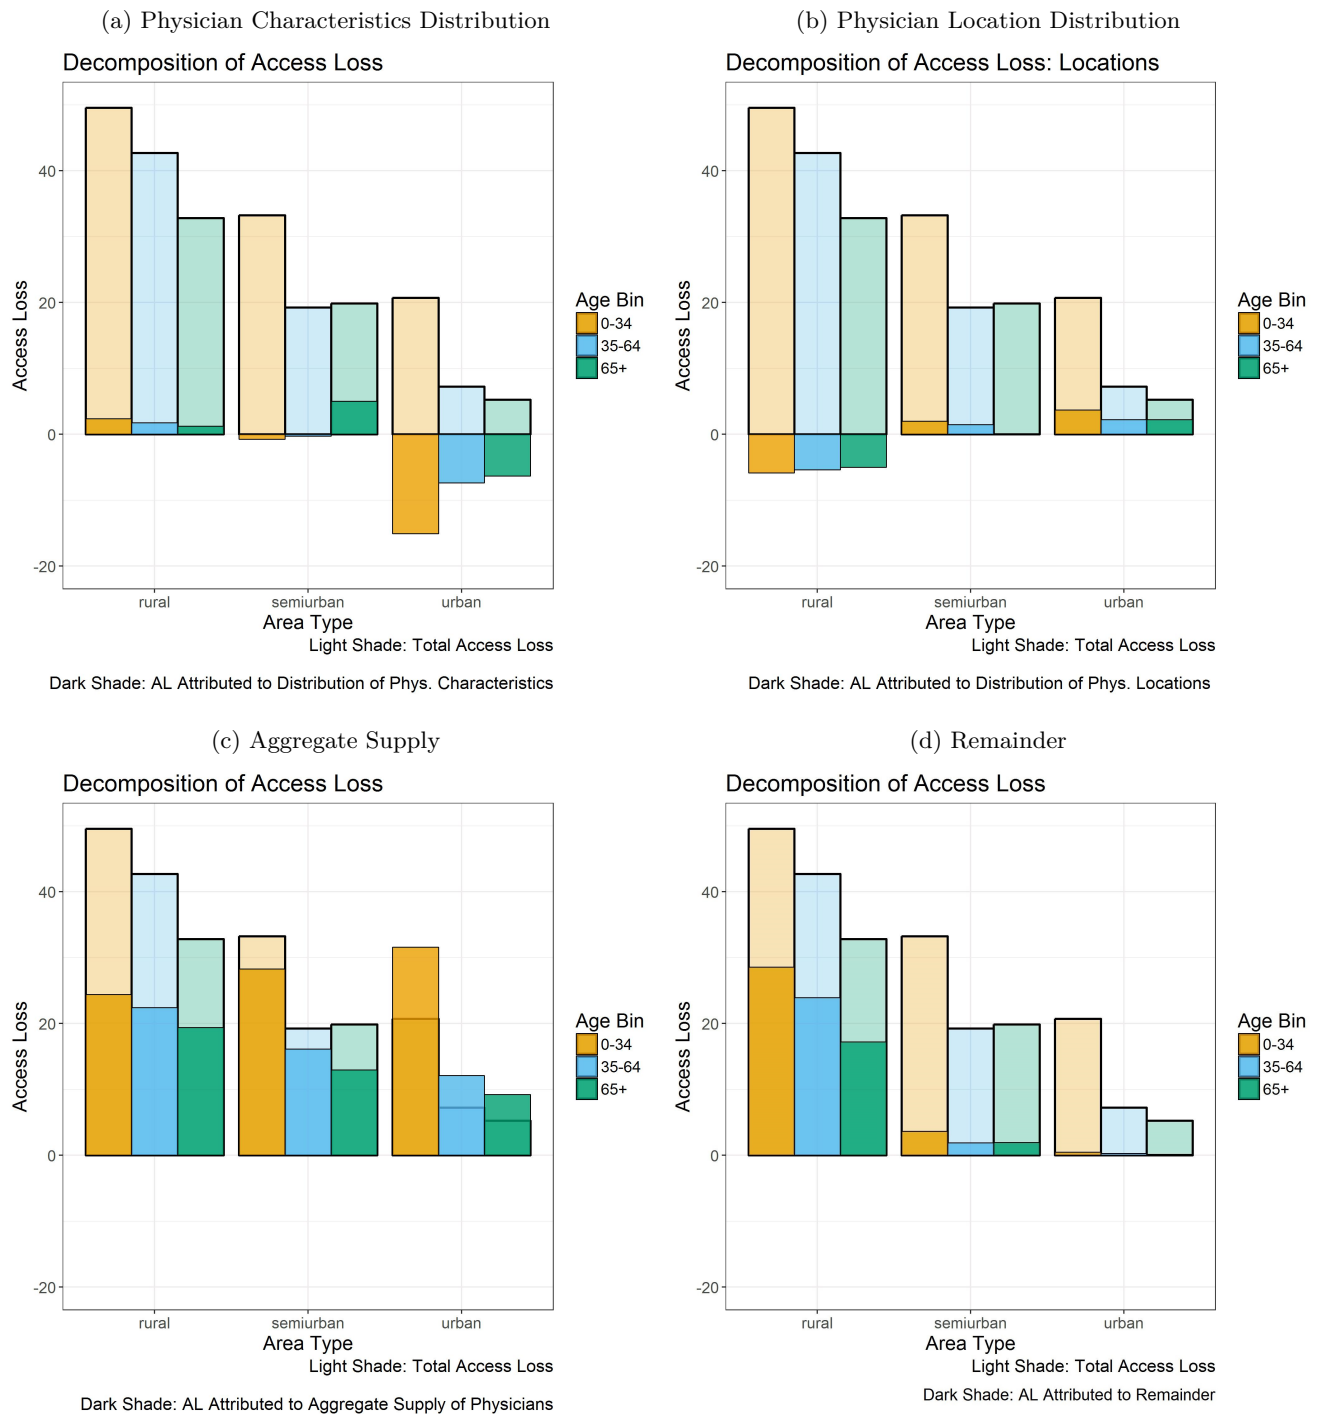 (a) Physician Characteristics Distribution
Decomposition of Access Loss
Access Loss
40
20
0
-20
rural
semiurban
urban
Area Type
Age Bin
0-34
35-64
65+
Light Shade: Total Access Loss
Dark Shade: AL Attributed to Distribution of Phys. Characteristics
(b) Physician Location Distribution
Decomposition of Access Loss: Locations
Access Loss
40
20
0
-20
rural
semiurban
urban
Area Type
Age Bin
0-34
35-64
65+
Light Shade: Total Access Loss
Dark Shade: AL Attributed to Distribution of Phys. Locations
(c) Aggregate Supply
Decomposition of Access Loss
Access Loss
40
20
0
-20
rural
semiurban
urban
Area Type
Age Bin
0-34
35-64
65+
Light Shade: Total Access Loss
Dark Shade: AL Attributed to Aggregate Supply of Physicians
(d) Remainder
Decomposition of Access Loss
Access Loss
40
20
0
-20
rural
semiurban
urban
Area Type
Age Bin
0-34
35-64
65+
Light Shade: Total Access Loss
Dark Shade: AL Attributed to Remainder